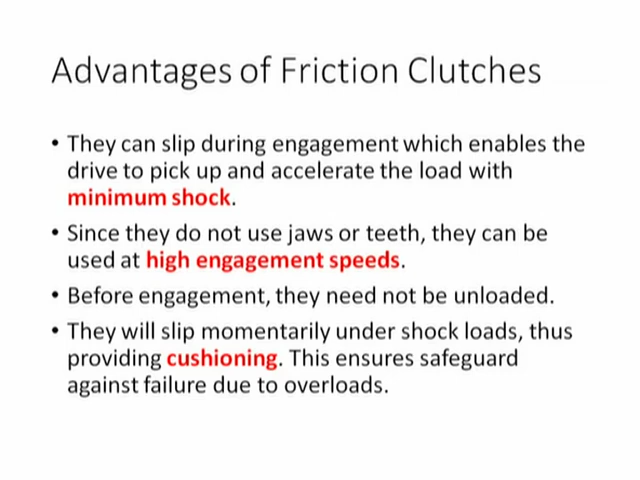 Advantages of Friction Clutches
• They can slip during engagement which enables the
drive to pick up and accelerate the load with
minimum shock.
• Since they do not use jaws or teeth, they can be
used at high engagement speeds.
• Before engagement, they need not be unloaded.
• They will slip momentarily under shock loads, thus
providing cushioning. This ensures safeguard
against failure due to overloads.